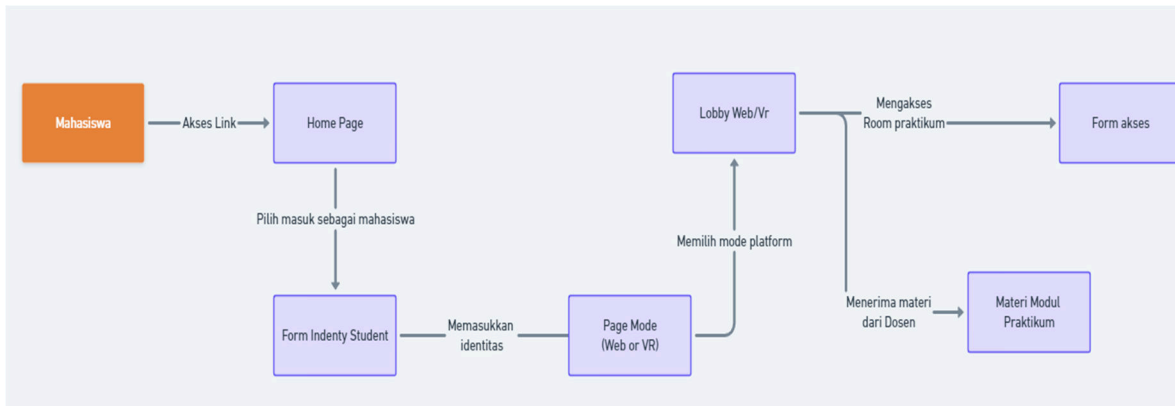 Mahasiswa
Akses Link
Home Page
Pilih masuk sebagai mahasiswa
Form Indenty Student
Memasukkan
identitas
Page Mode
(Web or VR)
Memilih mode platform
Lobby Web/Vr
Mengakses
Room praktikum
Form akses
Menerima materi
dari Dosen
Materi Modul
Praktikum